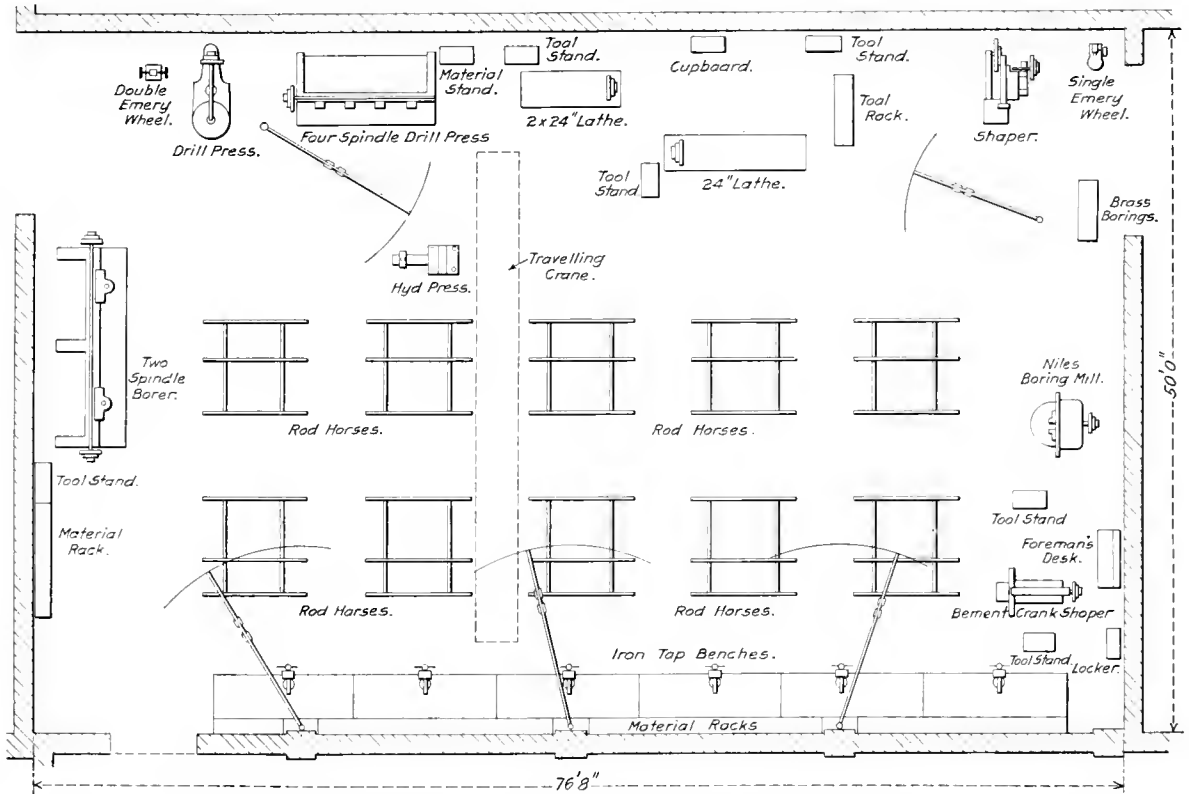 Double
Emery
Wheel.
Drill Press.
Four Spindle Drill Press
Material
Stand.
Tool
Stand.
2x24" Lathe.
Cupboard.
Tool
Stand.
Tool
Rack.
Shaper.
Single
Emery
Wheel.
Tool
Stand
24" Lathe.
Brass
Borings.
Hyd Press.
Travelling
Crane.
Two
Spindle
Borer.
Niles
Boring Mill.
50'0"
Rod Horses.
Rod Horses.
Tool Stand.
Material
Rack.
Tool Stand
Foreman's
Desk.
Rod Horses.
Rod Horses.
Bement Crank Shaper
Iron Tap Benches.
Tool Stand.
Locker.
Material Racks
76'8"